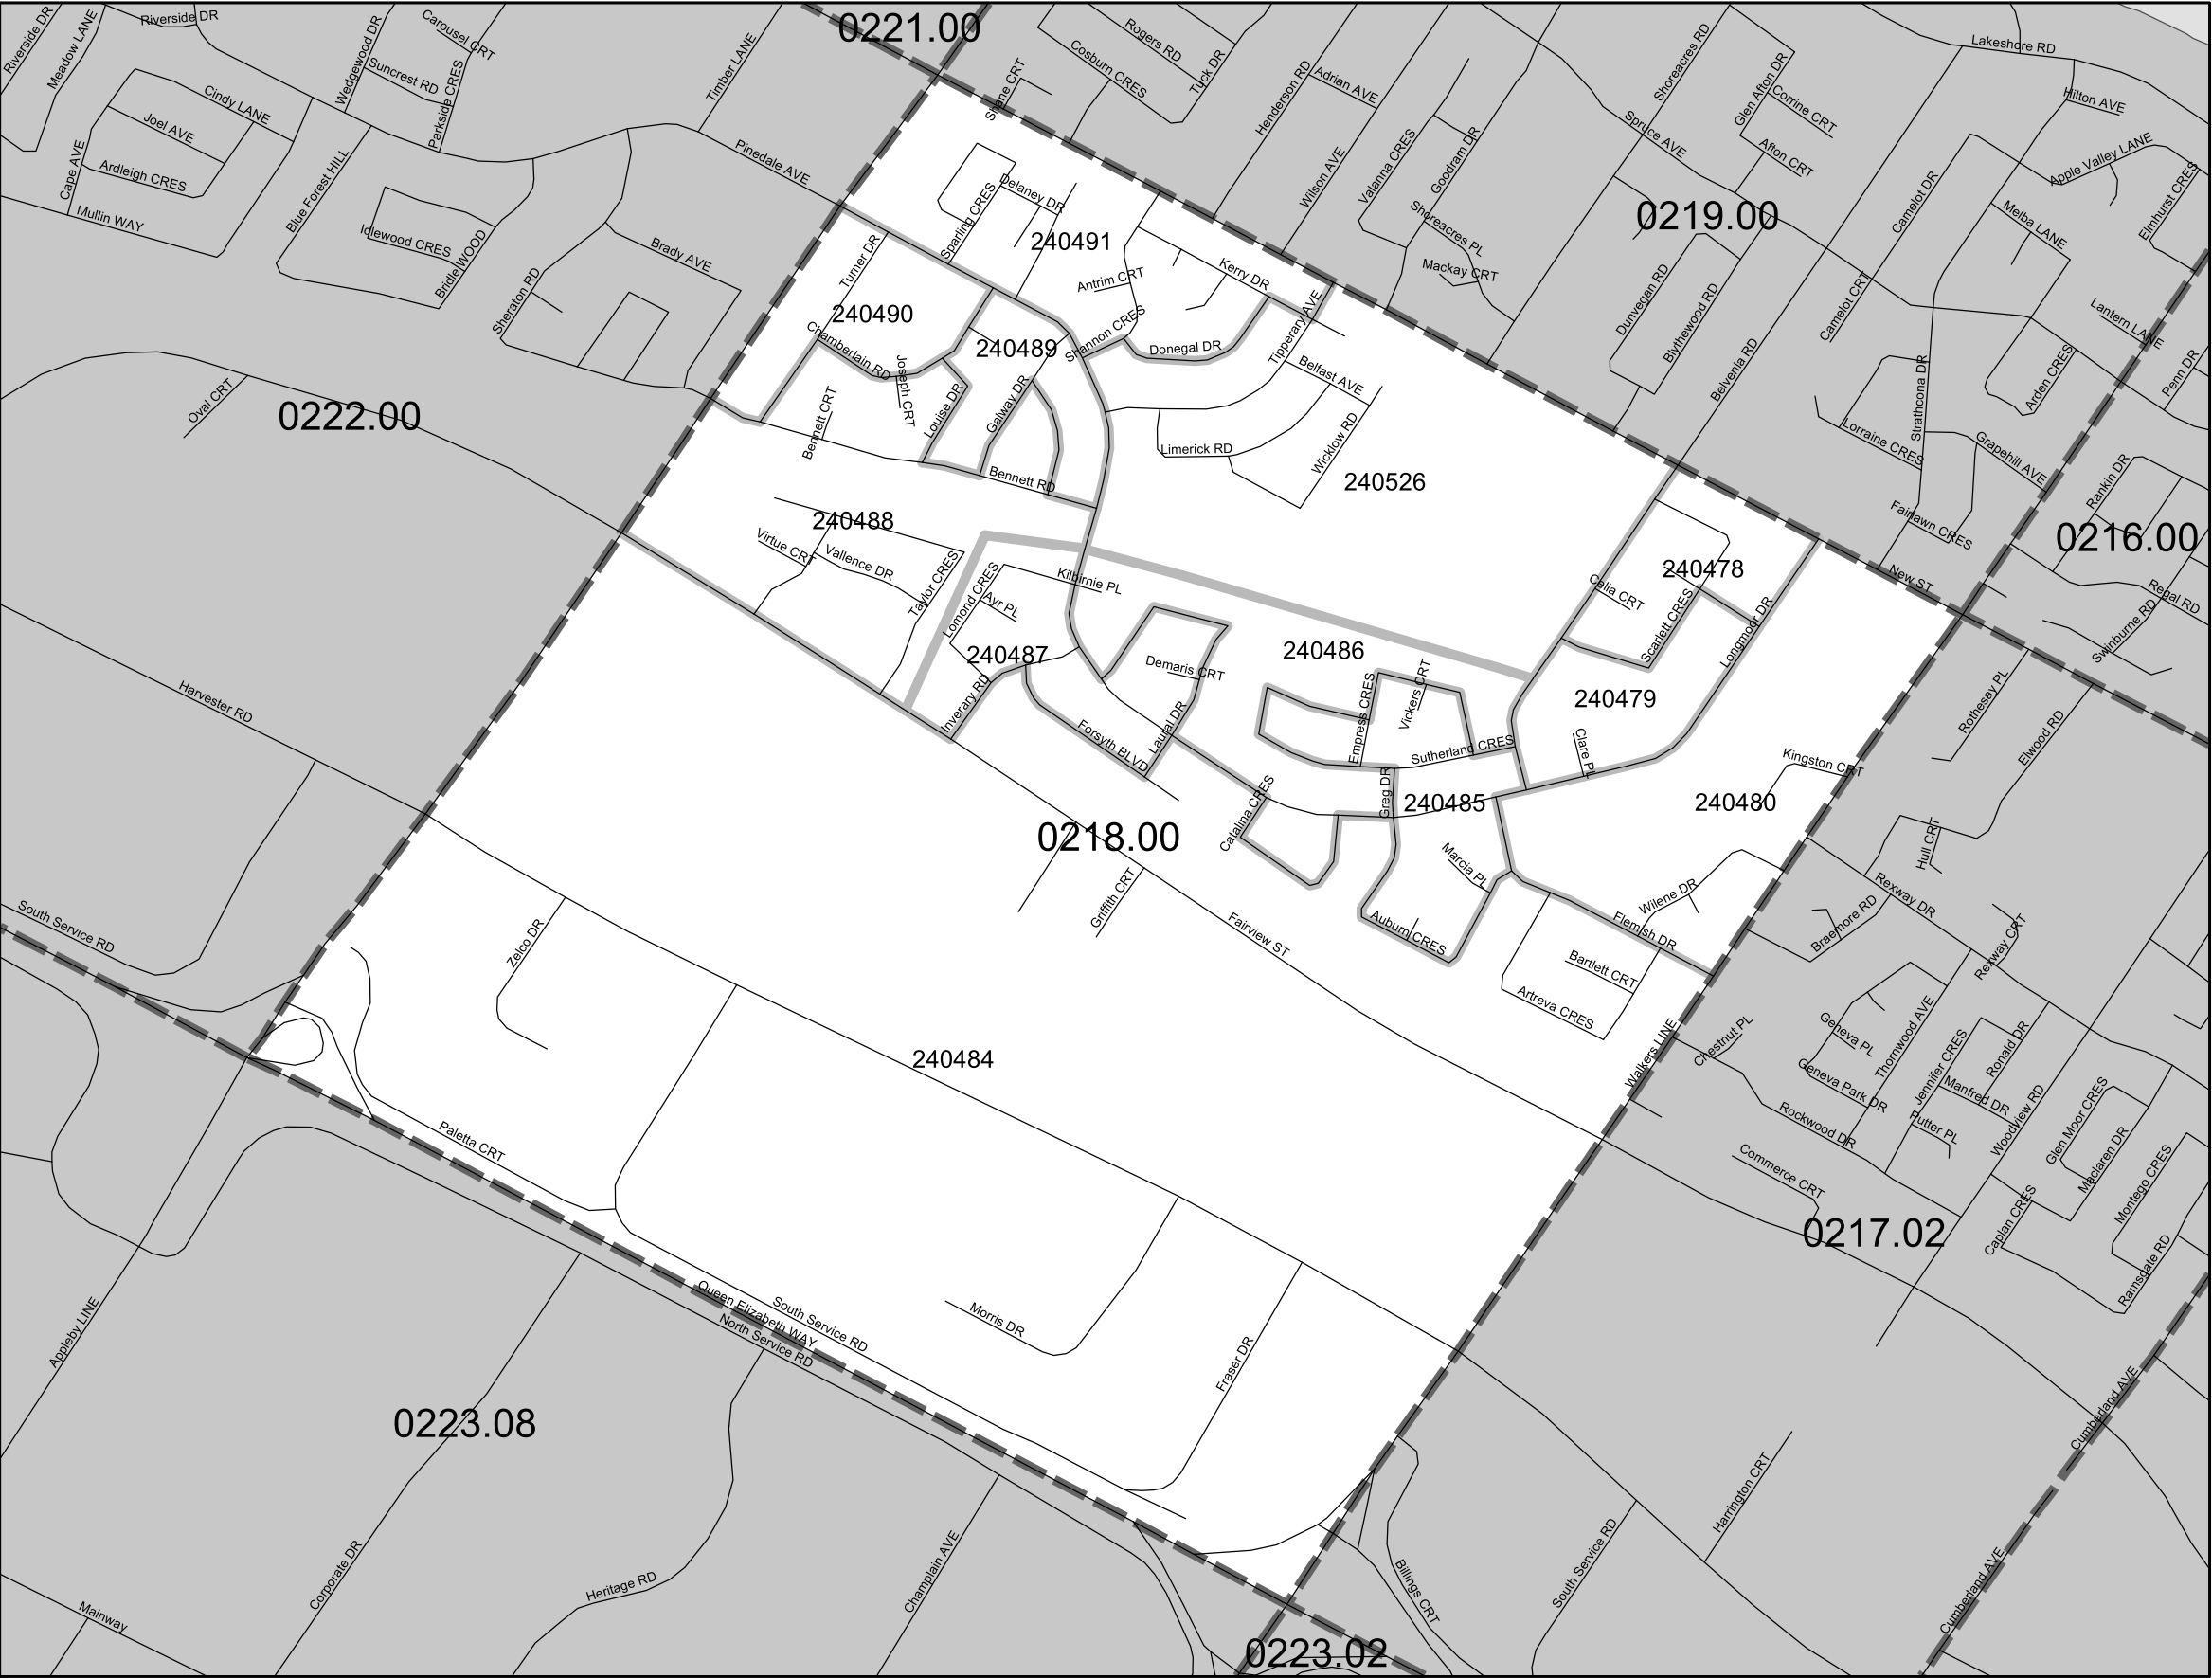 0221.00
Riverside DR
Riverside DR
Meadow LANE
Wedgewood DR
Carousel CRT
Suncrest RD
Parkside CRES
Timber LANE
Cindy LANE
Joel AVE
Cape AVE
Ardleigh CRES
Mullin WAY
Blue Forest HILL
Idlewood CRES
Bridle WOOD
Sheraton RD
Brady AVE
Pinedale AVE
Shane CRT
Cosburn CRES
Rogers RD
Tuck DR
Henderson RD
Adrian AVE
Wilson AVE
Valanna CRES
Goodram DR
Shoreacres PL
Mackay CRT
Shoreacres RD
Spruce AVE
Glen Afton DR
Corrine CRT
Afton CRT
0219.00
Lakeshore RD
Hilton AVE
Apple Valley LANE
Elmhurst CRES
Camelot DR
Melba LANE
Camelot CRT
Lantern LANE
Penn DR
Arden CRES
Dunvegan RD
Blythewood RD
Belvenia RD
Strathcona DR
Lorraine CRES
Grapehill AVE
Fairlawn CRES
Rankin DR
0216.00
New ST
Regal RD
Swinburne RD
Delaney DR
Sparling CRES
240491
Turner DR
240490
Chamberlain RD
Antrim CRT
Kerry DR
Shannon CRES
Donegal DR
Tipperary AVE
Belfast AVE
240489
Joseph CRT
Bennett CRT
Louise DR
Galway DR
Bennett RD
Limerick RD
Wicklow RD
240526
Oval CRT
0222.00
240488
Virtue CRT
Vallence DR
Taylor CRES
Lomond CRES
Ayr PL
Kilbirnie PL
240487
Inverary RD
Forsyth BLVD
Demaris CRT
Laural DR
240486
Empress CRES
Vickers CRT
Sutherland CRES
Greg DR
240485
Catalina CRES
Marcia PL
Auburn CRES
Celia CRT
240478
Scarlett CRES
Longmoor DR
240479
Clare PL
Kingston CRT
240480
Wilene DR
Flemish DR
Bartlett CRT
Artreva CRES
Rothesay PL
Elwood RD
Hull CRT
Rexway DR
Braemore RD
Rexway CRT
Geneva PL
Thornwood AVE
Geneva Park DR
Jennifer CRES
Ronald DR
Manfred DR
Putter PL
Chestnut PL
Walkers LINE
Rockwood DR
Woodview RD
Glen Moor CRES
Maclaren DR
Montego CRES
Caplan CRES
Ramsgate RD
Commerce CRT
0217.02
Harvester RD
South Service RD
0218.00
Griffith CRT
Fairview ST
Zelco DR
240484
Paletta CRT
Appleby LINE
South Service RD
Queen Elizabeth WAY
North Service RD
Morris DR
Fraser DR
0223.08
Corporate DR
Heritage RD
Champlain AVE
Mainway
Billings CRT
South Service RD
Harrington CRT
Cumberland AVE
Cumberland AVE
0223.02